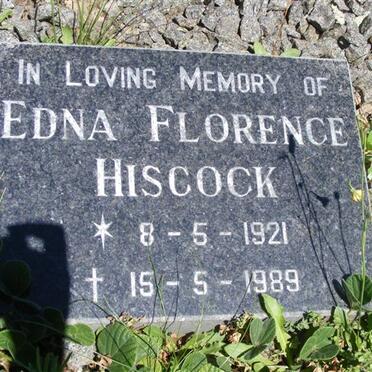 IN LOVING MEMORY OF
EDNA FLORENCE
HISCOCK
* 8-5-1921
† 15-5-1989